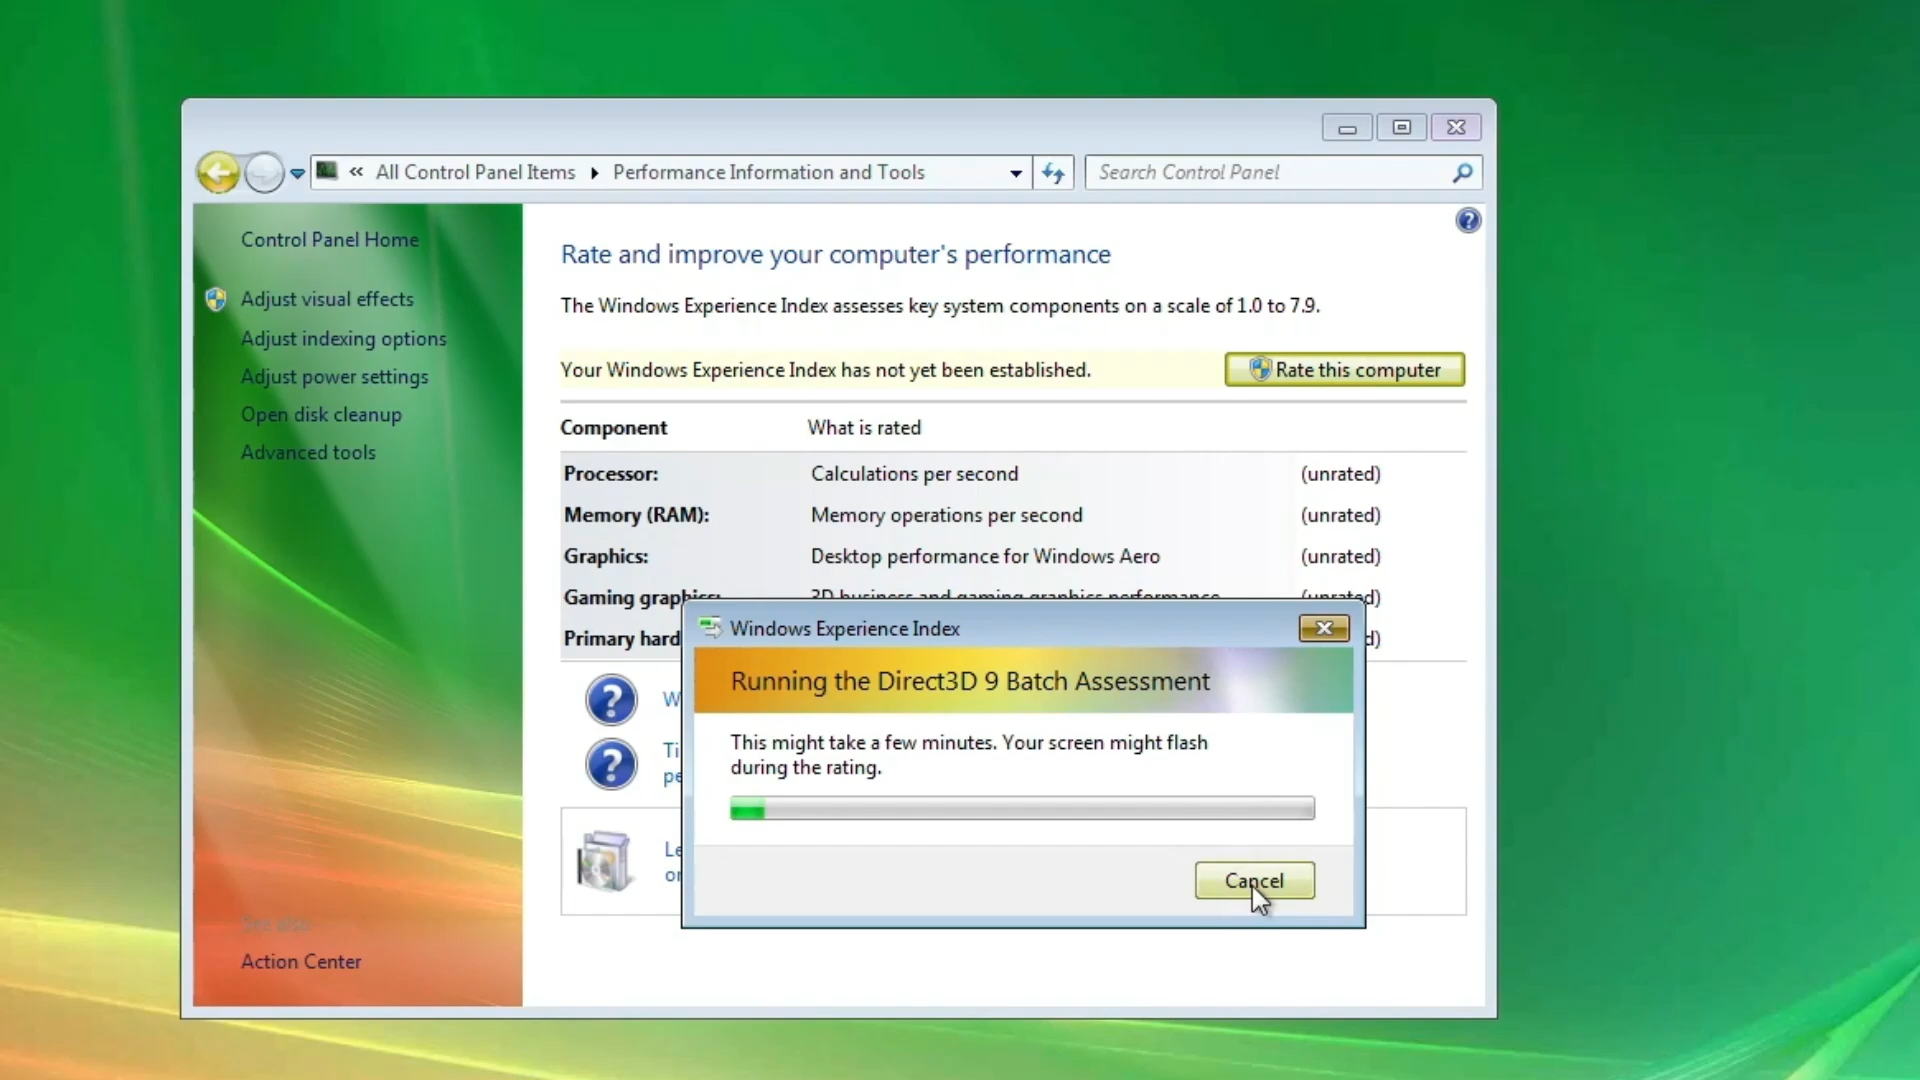 « All Control Panel Items ▸ Performance Information and Tools
Search Control Panel
Control Panel Home
Adjust visual effects
Adjust indexing options
Adjust power settings
Open disk cleanup
Advanced tools
See also
Action Center
Rate and improve your computer's performance
The Windows Experience Index assesses key system components on a scale of 1.0 to 7.9.
Your Windows Experience Index has not yet been established.
Rate this computer
Component What is rated
Processor: Calculations per second (unrated)
Memory (RAM): Memory operations per second (unrated)
Graphics: Desktop performance for Windows Aero (unrated)
Gaming graphics: 3D business and gaming graphics performance (unrated)
Primary hard
Windows Experience Index
Running the Direct3D 9 Batch Assessment
This might take a few minutes. Your screen might flash
during the rating.
Cancel